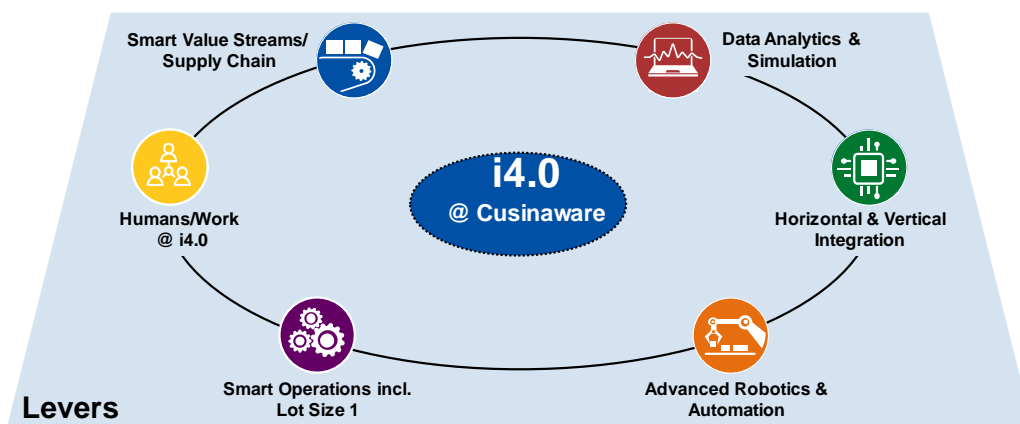 Smart Value Streams/
Supply Chain
Data Analytics &
Simulation
i4.0
@ Cusinaware
Humans/Work
@ i4.0
Horizontal & Vertical
Integration
Smart Operations incl.
Lot Size 1
Advanced Robotics &
Automation
Levers